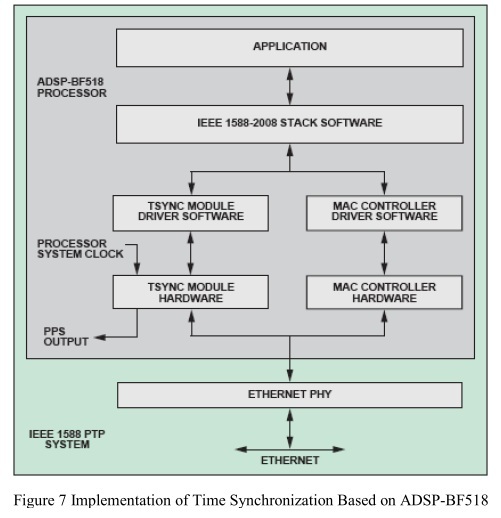 APPLICATION
ADSP-BF518
PROCESSOR
IEEE 1588-2008 STACK SOFTWARE
TSYNC MODULE
DRIVER SOFTWARE
MAC CONTROLLER
DRIVER SOFTWARE
PROCESSOR
SYSTEM CLOCK
TSYNC MODULE
HARDWARE
MAC CONTROLLER
HARDWARE
PPS
OUTPUT
ETHERNET PHY
IEEE 1588 PTP
SYSTEM
ETHERNET
Figure 7 Implementation of Time Synchronization Based on ADSP-BF518